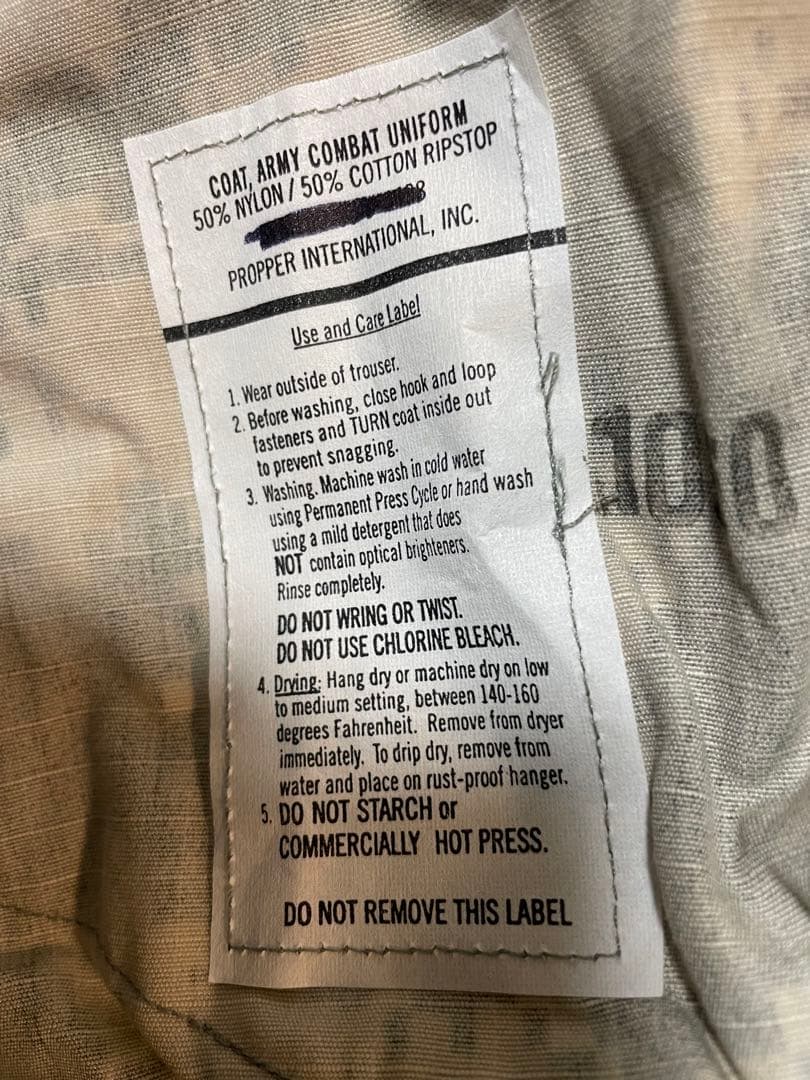 COAT, ARMY COMBAT UNIFORM
50% NYLON / 50% COTTON RIPSTOP
PROPPER INTERNATIONAL, INC.
Use and Care Label
1. Wear outside of trouser.
2. Before washing, close hook and loop
fasteners and TURN coat inside out
to prevent snagging.
3. Washing. Machine wash in cold water
using Permanent Press Cycle or hand wash
using a mild detergent that does
NOT contain optical brighteners.
Rinse completely.
DO NOT WRING OR TWIST.
DO NOT USE CHLORINE BLEACH.
4. Drying: Hang dry or machine dry on low
to medium setting, between 140-160
degrees Fahrenheit. Remove from dryer
immediately. To drip dry, remove from
water and place on rust-proof hanger.
5. DO NOT STARCH or
COMMERCIALLY HOT PRESS.
DO NOT REMOVE THIS LABEL